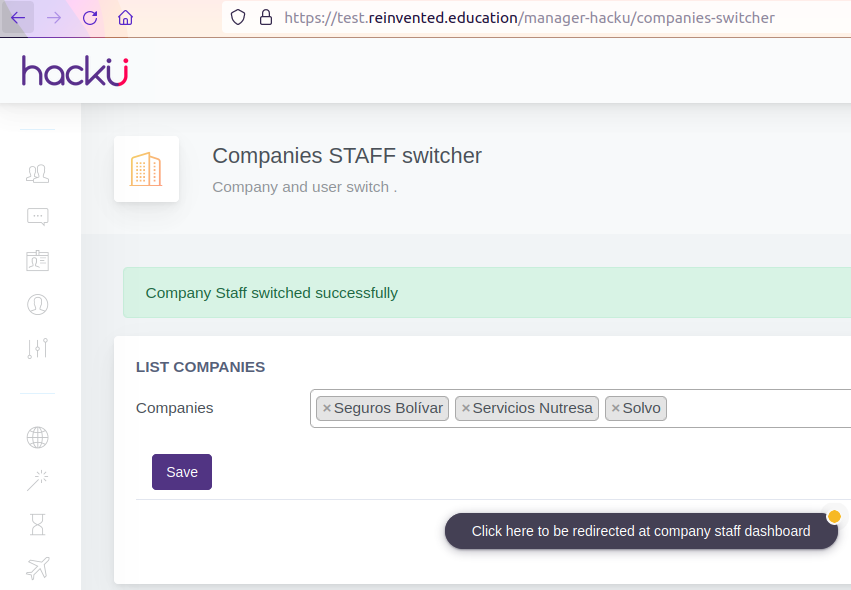 https://test.reinvented.education/manager-hacku/companies-switcher
hackü
Companies STAFF switcher
Company and user switch .
Company Staff switched successfully
LIST COMPANIES
Companies ×Seguros Bolívar ×Servicios Nutresa ×Solvo
Save
Click here to be redirected at company staff dashboard